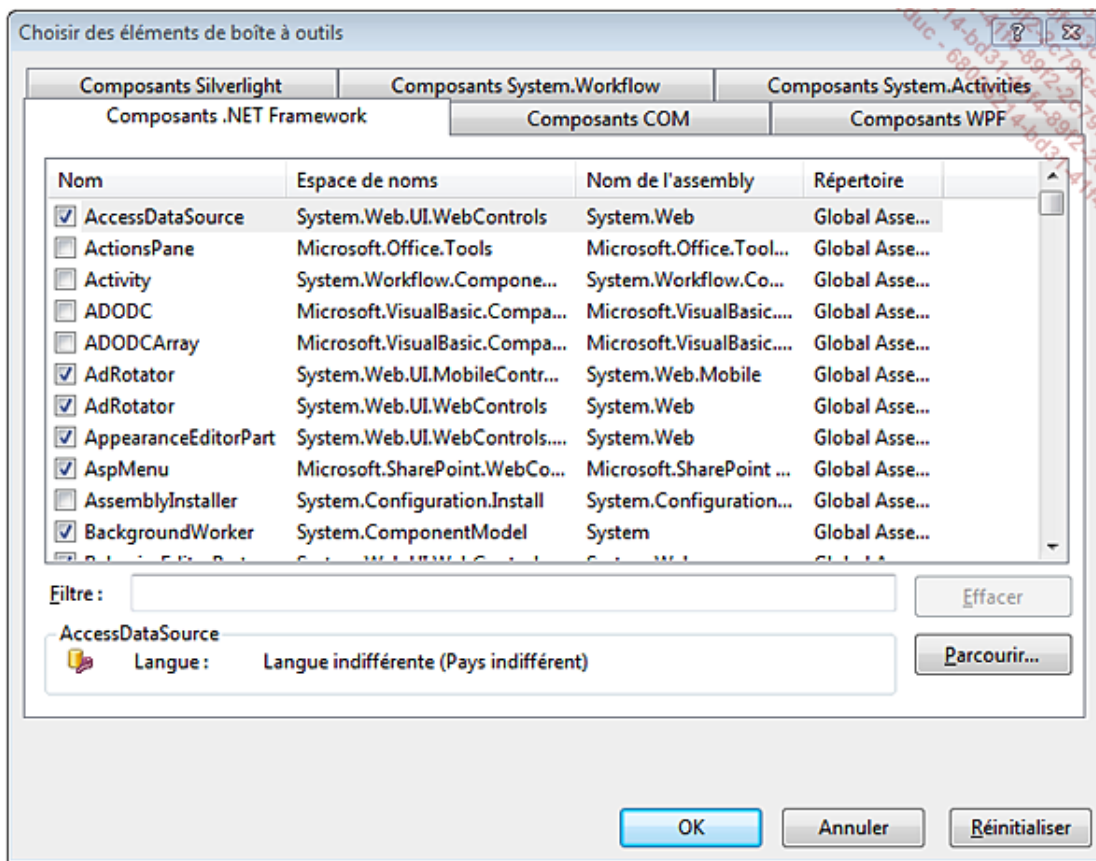 Choisir des éléments de boîte à outils
Composants Silverlight Composants System.Workflow Composants System.Activities
Composants .NET Framework Composants COM Composants WPF
Nom Espace de noms Nom de l'assembly Répertoire
AccessDataSource System.Web.UI.WebControls System.Web Global Asse...
ActionsPane Microsoft.Office.Tools Microsoft.Office.Tool... Global Asse...
Activity System.Workflow.Compone... System.Workflow.Co... Global Asse...
ADODC Microsoft.VisualBasic.Compa... Microsoft.VisualBasic.... Global Asse...
ADODCArray Microsoft.VisualBasic.Compa... Microsoft.VisualBasic.... Global Asse...
AdRotator System.Web.UI.MobileContr... System.Web.Mobile Global Asse...
AdRotator System.Web.UI.WebControls System.Web Global Asse...
AppearanceEditorPart System.Web.UI.WebControls.... System.Web Global Asse...
AspMenu Microsoft.SharePoint.WebCo... Microsoft.SharePoint ... Global Asse...
AssemblyInstaller System.Configuration.Install System.Configuration... Global Asse...
BackgroundWorker System.ComponentModel System Global Asse...
Filtre : Effacer
AccessDataSource
Langue : Langue indifférente (Pays indifférent) Parcourir...
OK Annuler Réinitialiser